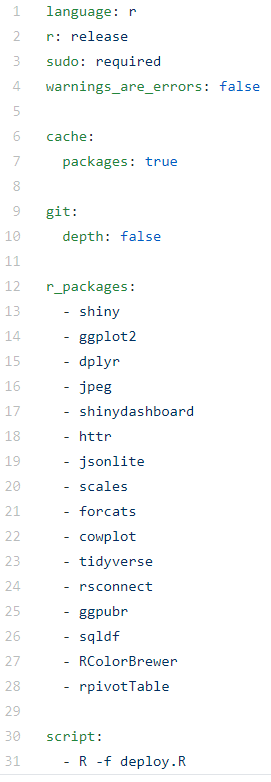 1 language: r
2 r: release
3 sudo: required
4 warnings_are_errors: false
5
6 cache:
7   packages: true
8
9 git:
10   depth: false
11
12 r_packages:
13   - shiny
14   - ggplot2
15   - dplyr
16   - jpeg
17   - shinydashboard
18   - httr
19   - jsonlite
20   - scales
21   - forcats
22   - cowplot
23   - tidyverse
24   - rsconnect
25   - ggpubr
26   - sqldf
27   - RColorBrewer
28   - rpivotTable
29
30 script:
31   - R -f deploy.R